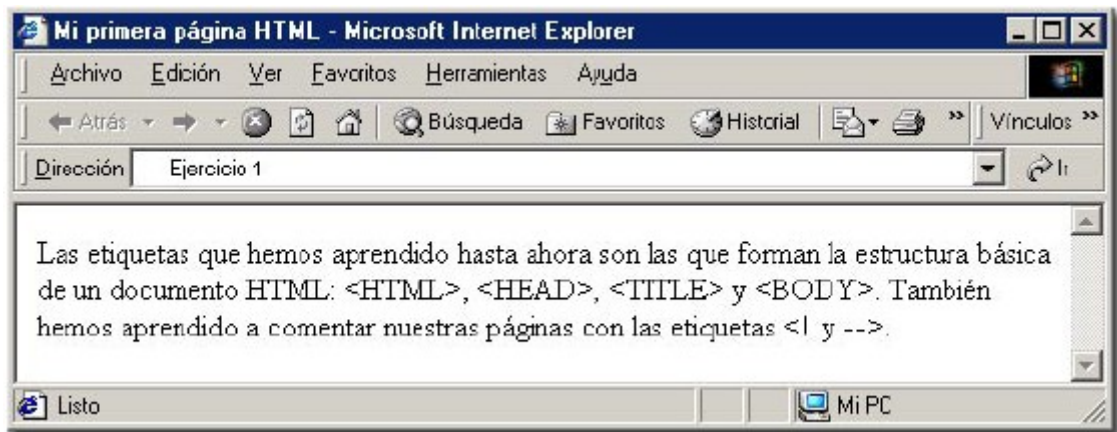 Mi primera página HTML - Microsoft Internet Explorer
Archivo Edición Ver Favoritos Herramientas Ayuda
Atrás Búsqueda Favoritos Historial » Vínculos »
Dirección Ejercicio 1 Ir
Las etiquetas que hemos aprendido hasta ahora son las que forman la estructura básica
de un documento HTML: <HTML>, <HEAD>, <TITLE> y <BODY>. También
hemos aprendido a comentar nuestras páginas con las etiquetas <! y -->.
Listo Mi PC